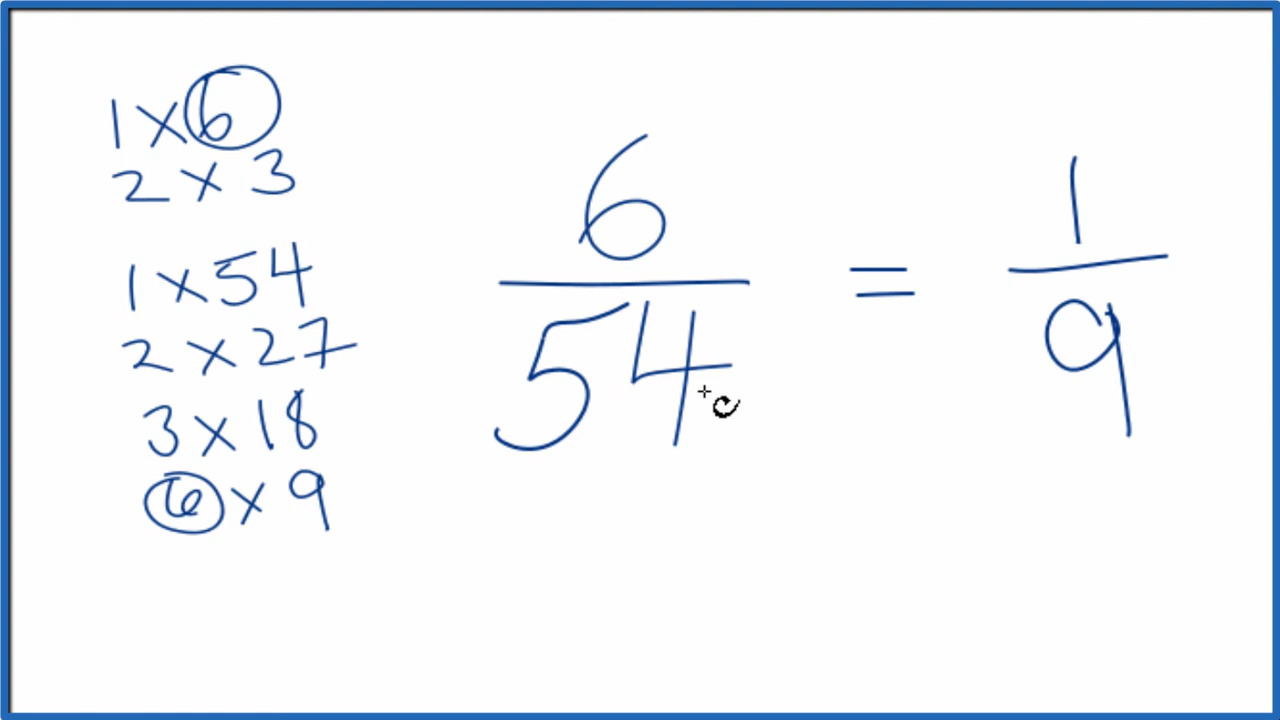 1 x 6
2 x 3
1 x 54
2 x 27
3 x 18
6 x 9
6
54
=
1
9